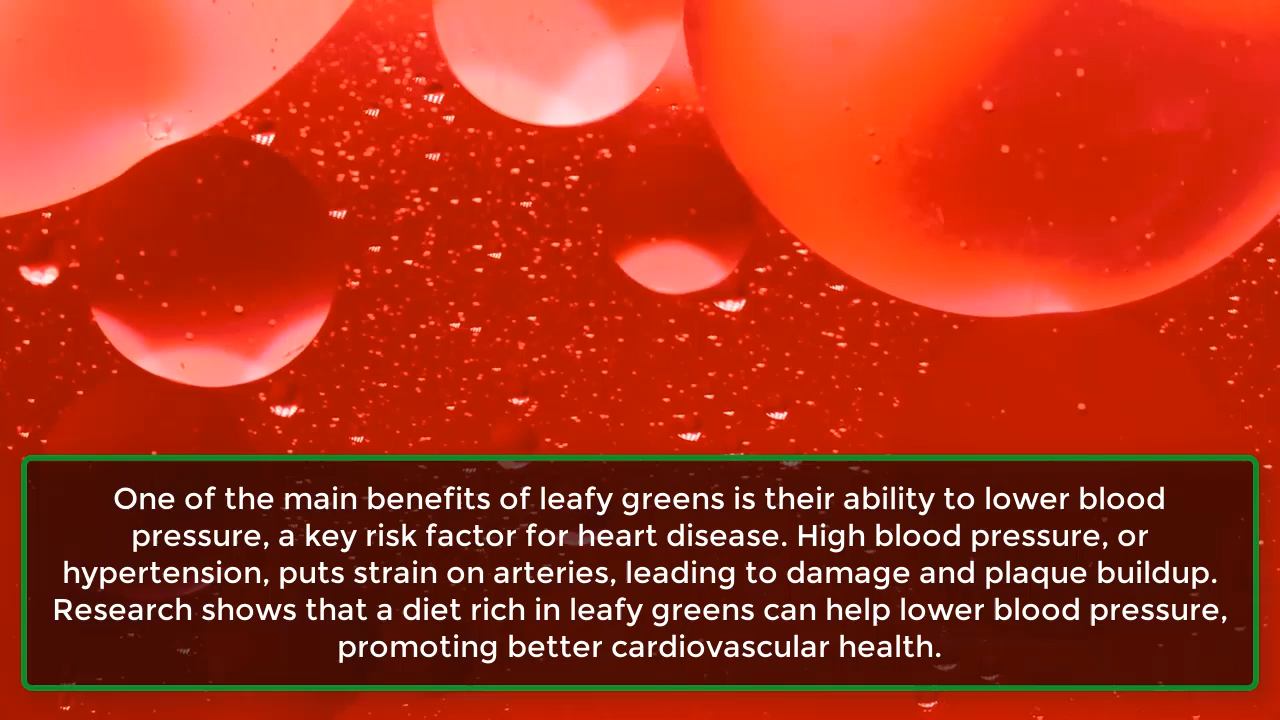 One of the main benefits of leafy greens is their ability to lower blood
pressure, a key risk factor for heart disease. High blood pressure, or
hypertension, puts strain on arteries, leading to damage and plaque buildup.
Research shows that a diet rich in leafy greens can help lower blood pressure,
promoting better cardiovascular health.